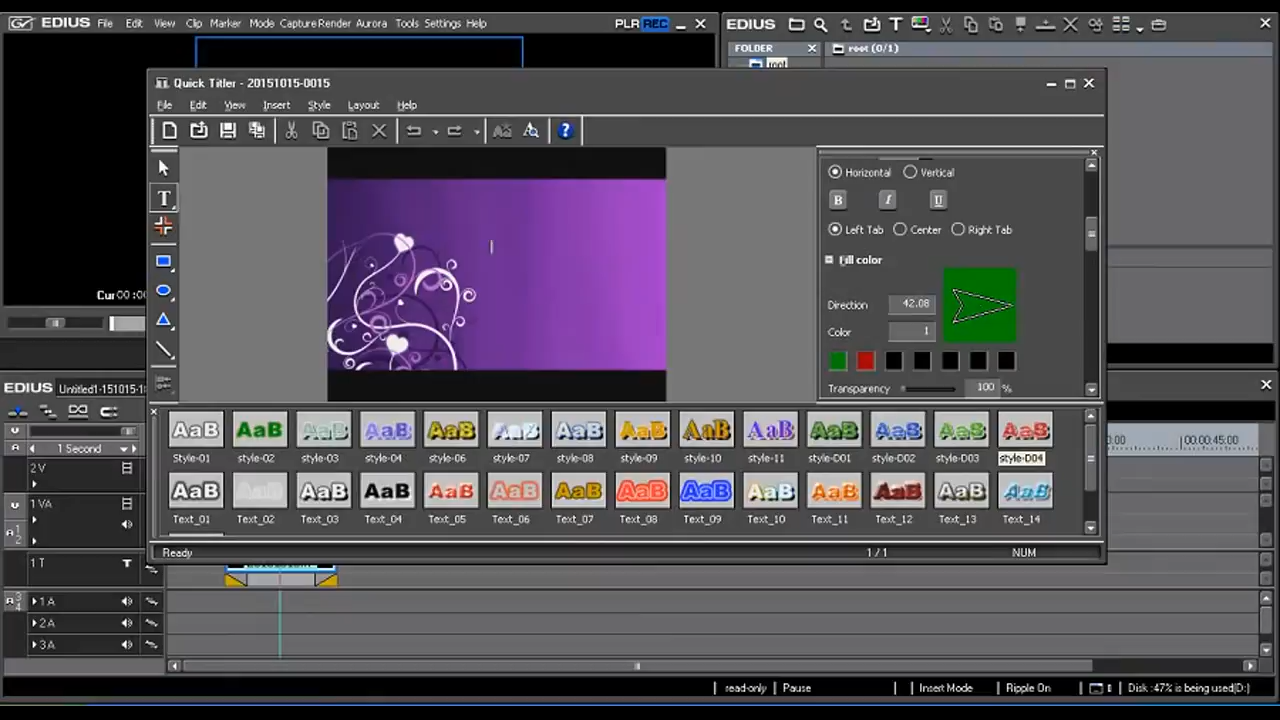 EDIUS File Edit View Clip Marker Mode Capture Render Aurora Tools Settings Help PLR REC
EDIUS
FOLDER root (0/1)
root
Quick Titler - 20151015-0015
File Edit View Insert Style Layout Help
Horizontal Vertical
B I U
Left Tab Center Right Tab
Fill color
Direction 42.08
Color 1
Transparency 100 %
Cur 00:
EDIUS Untitled1-151015-1
1 Second
00:00 00:00:45:00
2 V
1 VA
1 T
1 A
2 A
3 A
AaB AaB AaB AaB AaB AaB AaB AaB AaB AaB AaB AaB AaB AaB
Style-01 style-02 style-03 style-04 style-06 style-07 style-08 style-09 style-10 style-11 style-D01 style-D02 style-D03 style-D04
AaB AaB AaB AaB AaB AaB AaB AaB AaB AaB AaB AaB AaB AaB
Text_01 Text_02 Text_03 Text_04 Text_05 Text_06 Text_07 Text_08 Text_09 Text_10 Text_11 Text_12 Text_13 Text_14
Ready 1/1 NUM
read-only Pause Insert Mode Ripple On Disk :47% is being used(D:)